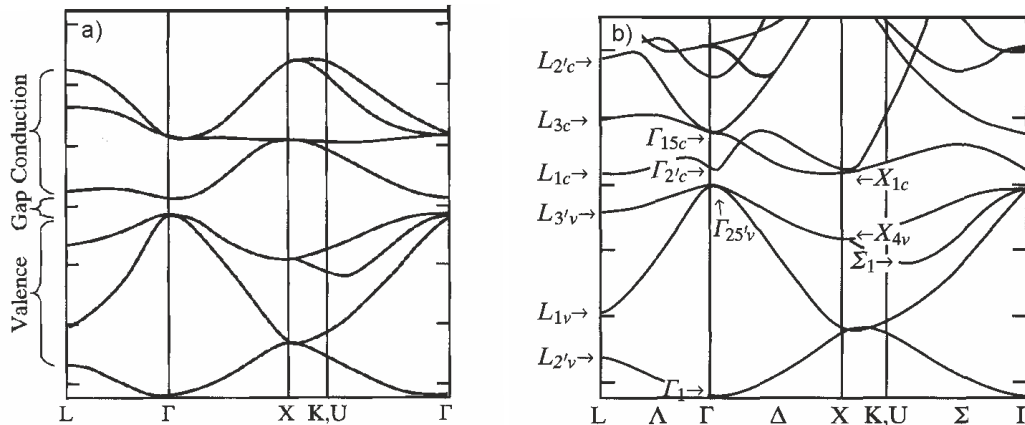 a)
Valence
Gap
Conduction
L
Γ
X
K,U
Γ
b)
L2'c→
L3c→
L1c→
L3'v→
L1v→
L2'v→
Γ15c→
Γ2'c→
↑
Γ25'v
Γ1→
←X1c
←X4v
Σ1→
L
Λ
Γ
Δ
X
K,U
Σ
Γ